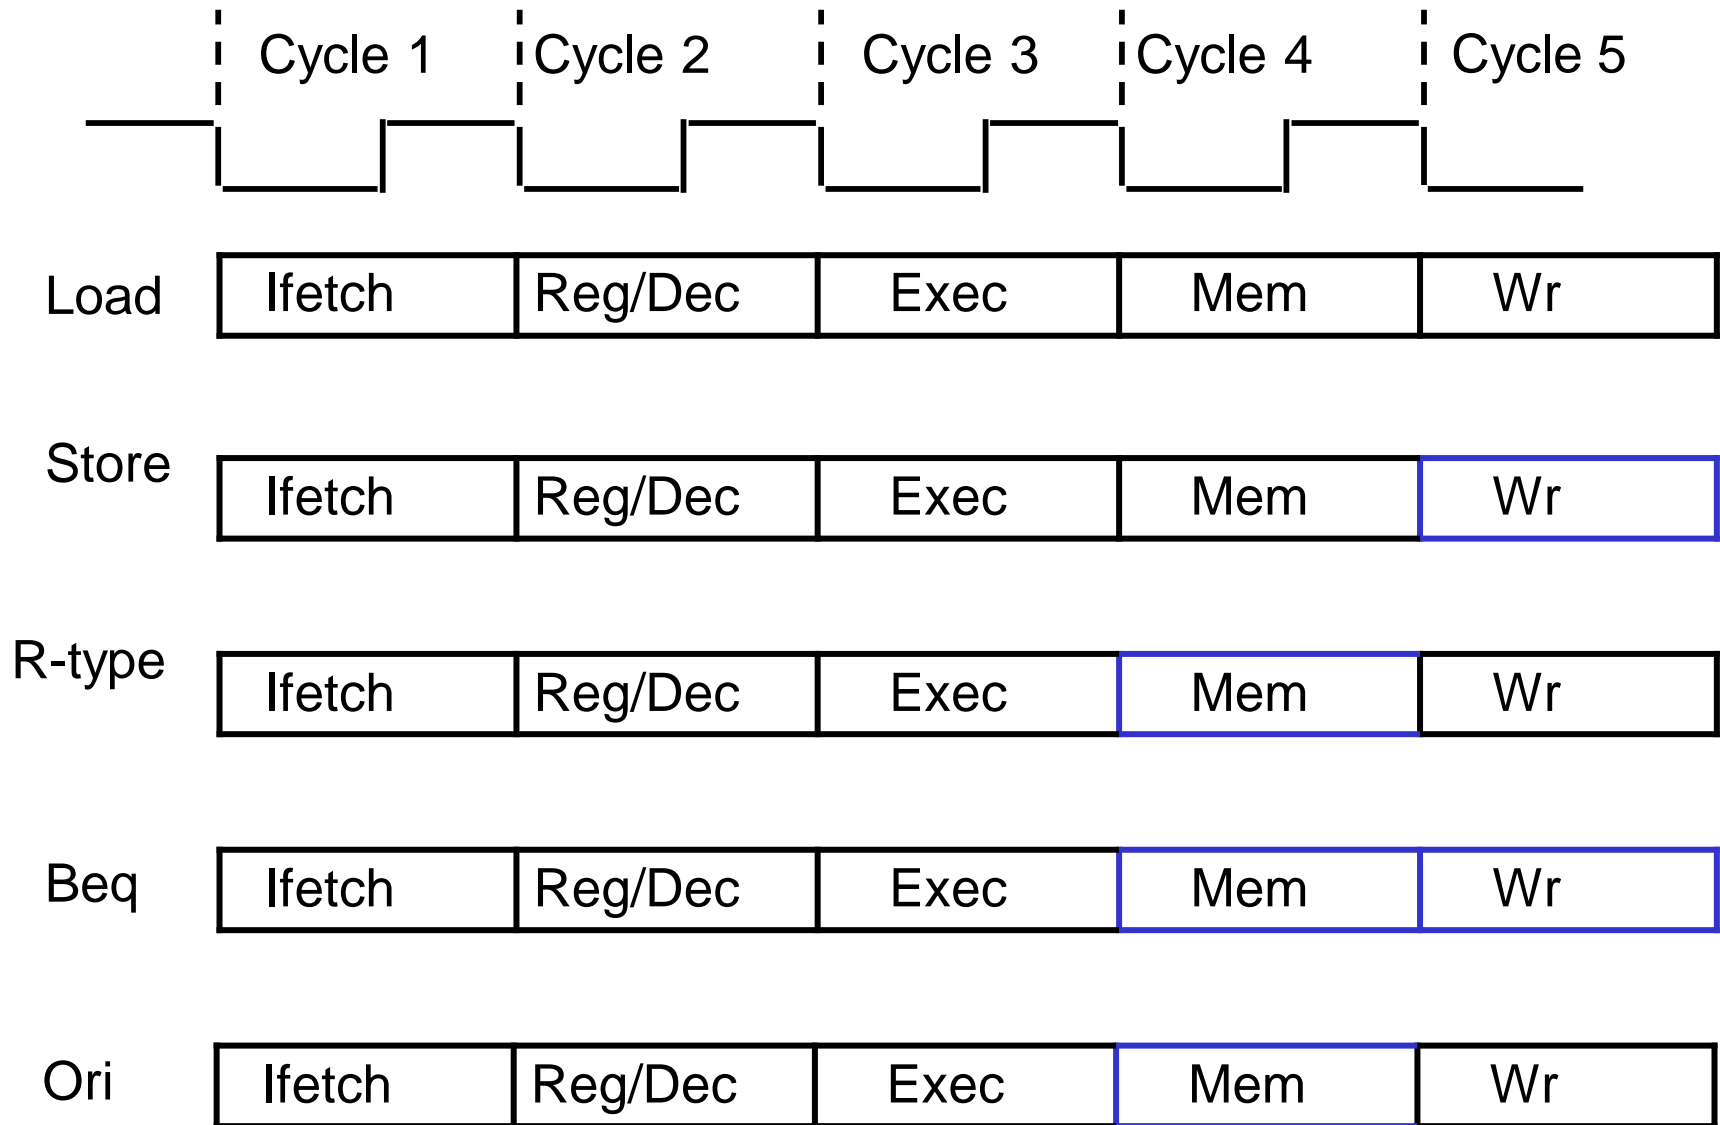 Cycle 1 Cycle 2 Cycle 3 Cycle 4 Cycle 5
Load Ifetch Reg/Dec Exec Mem Wr
Store Ifetch Reg/Dec Exec Mem Wr
R-type Ifetch Reg/Dec Exec Mem Wr
Beq Ifetch Reg/Dec Exec Mem Wr
Ori Ifetch Reg/Dec Exec Mem Wr